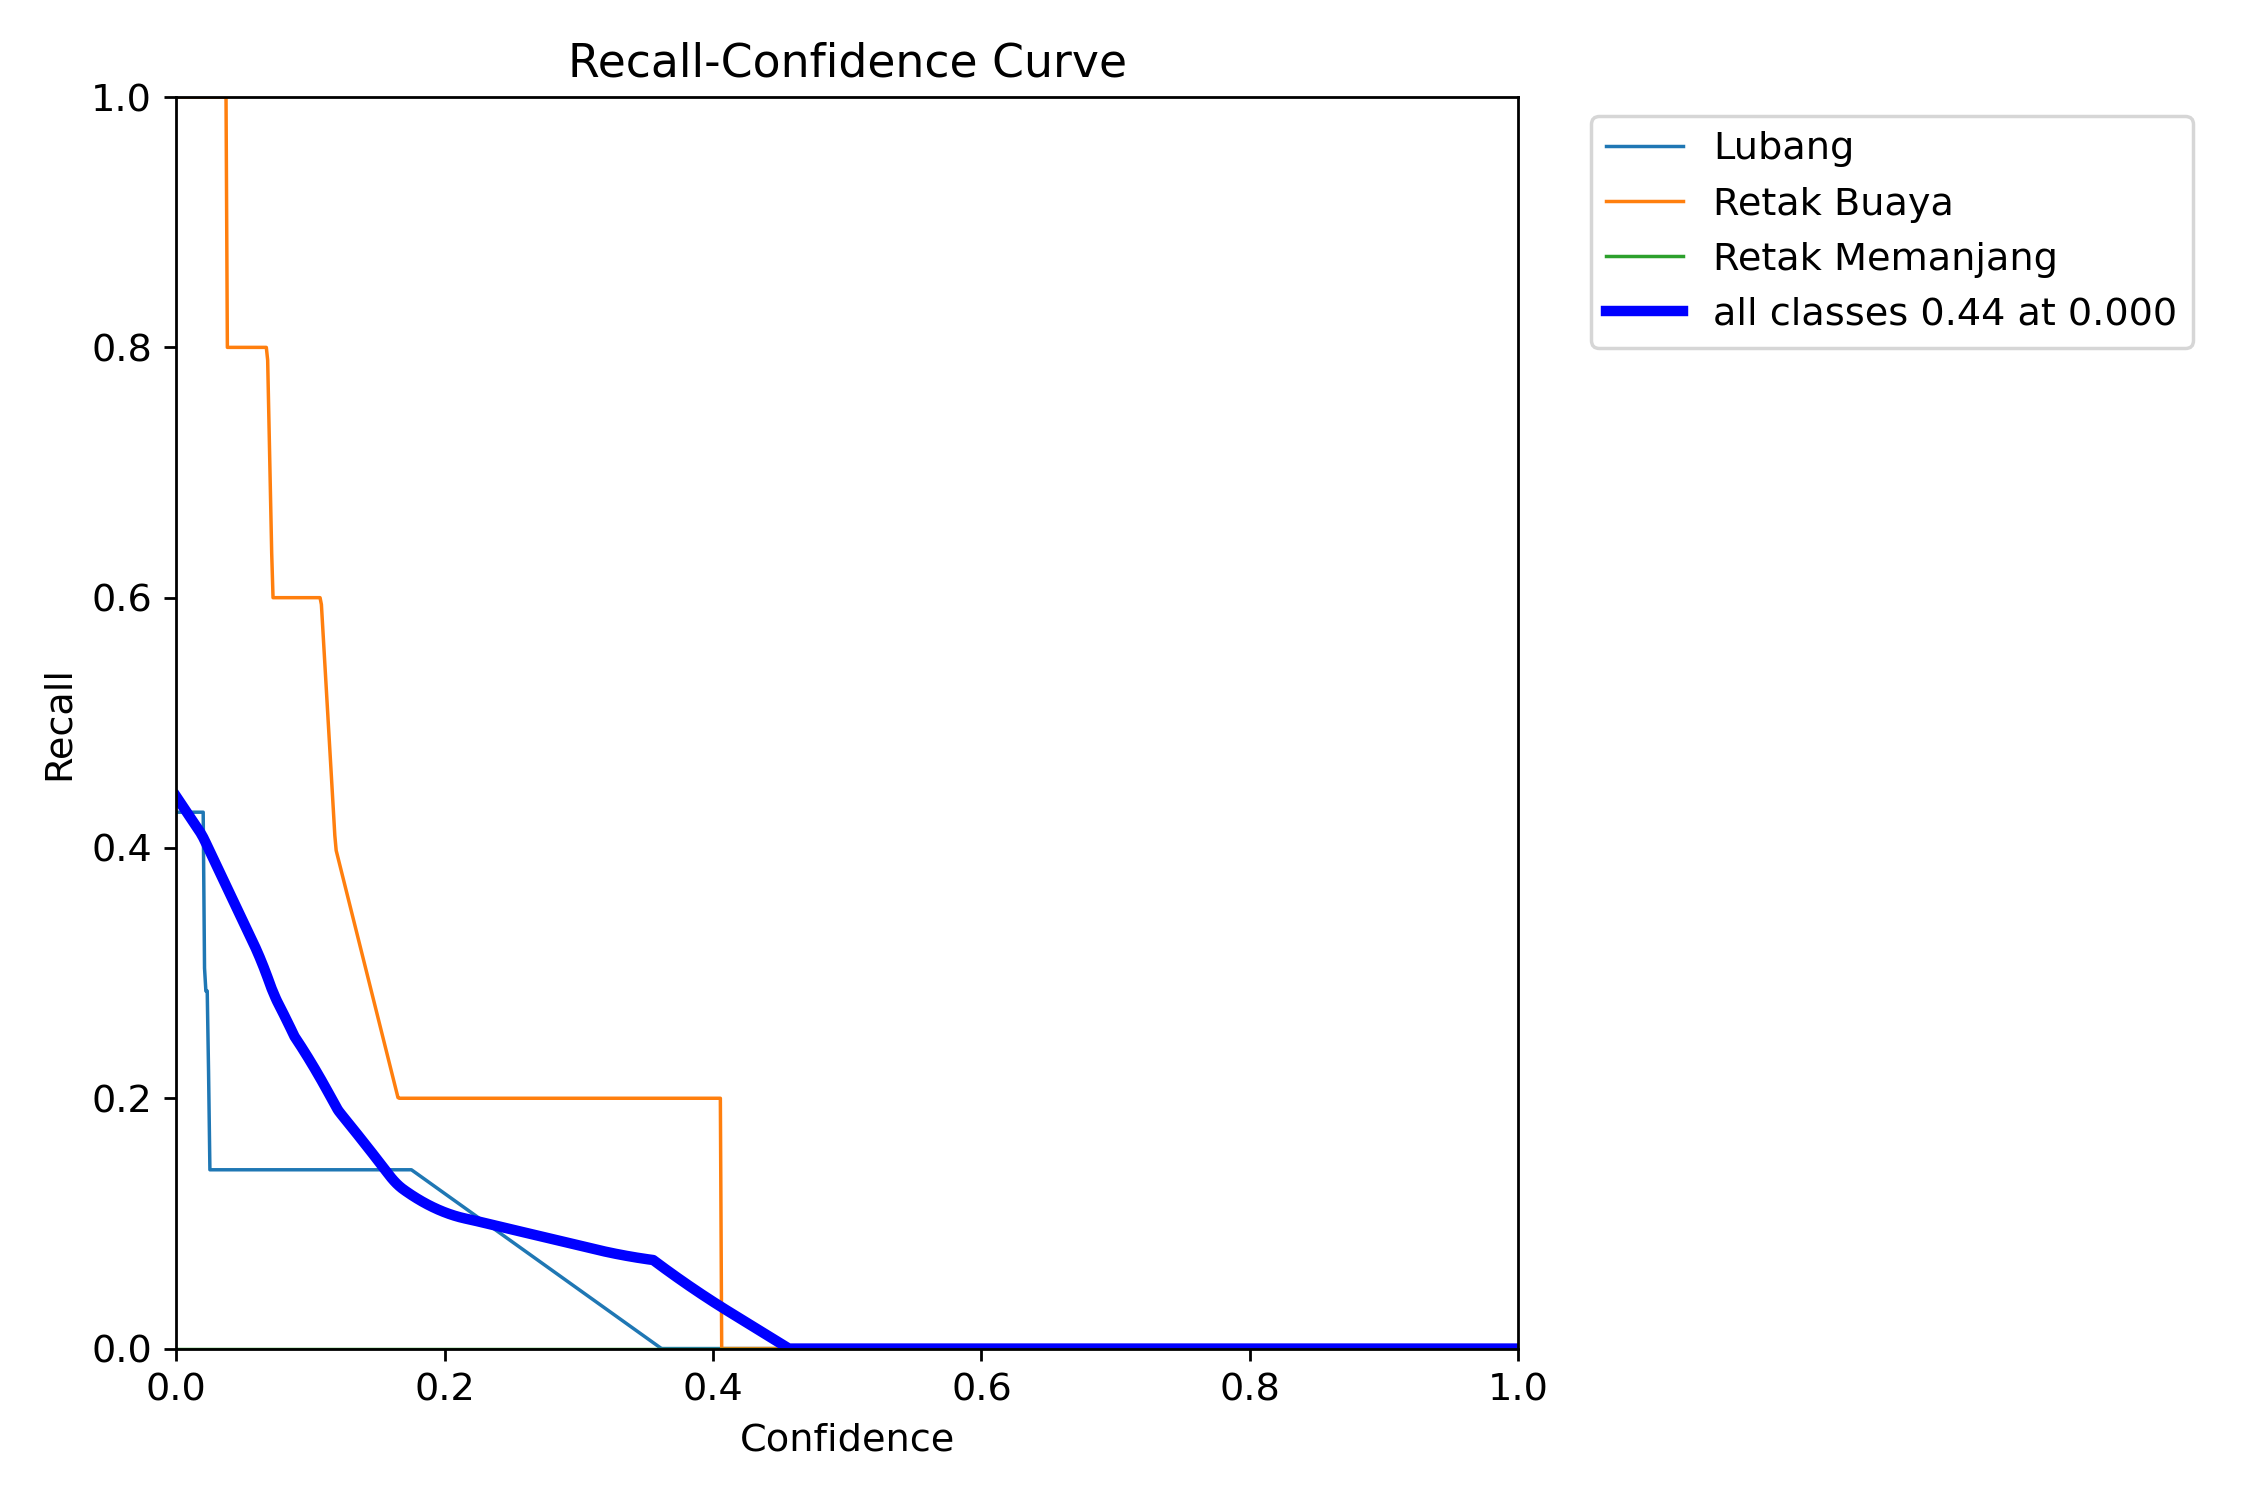 Recall-Confidence Curve
1.0
0.8
0.6
0.4
0.2
0.0
Recall
0.0 0.2 0.4 0.6 0.8 1.0
Confidence
Lubang
Retak Buaya
Retak Memanjang
all classes 0.44 at 0.000